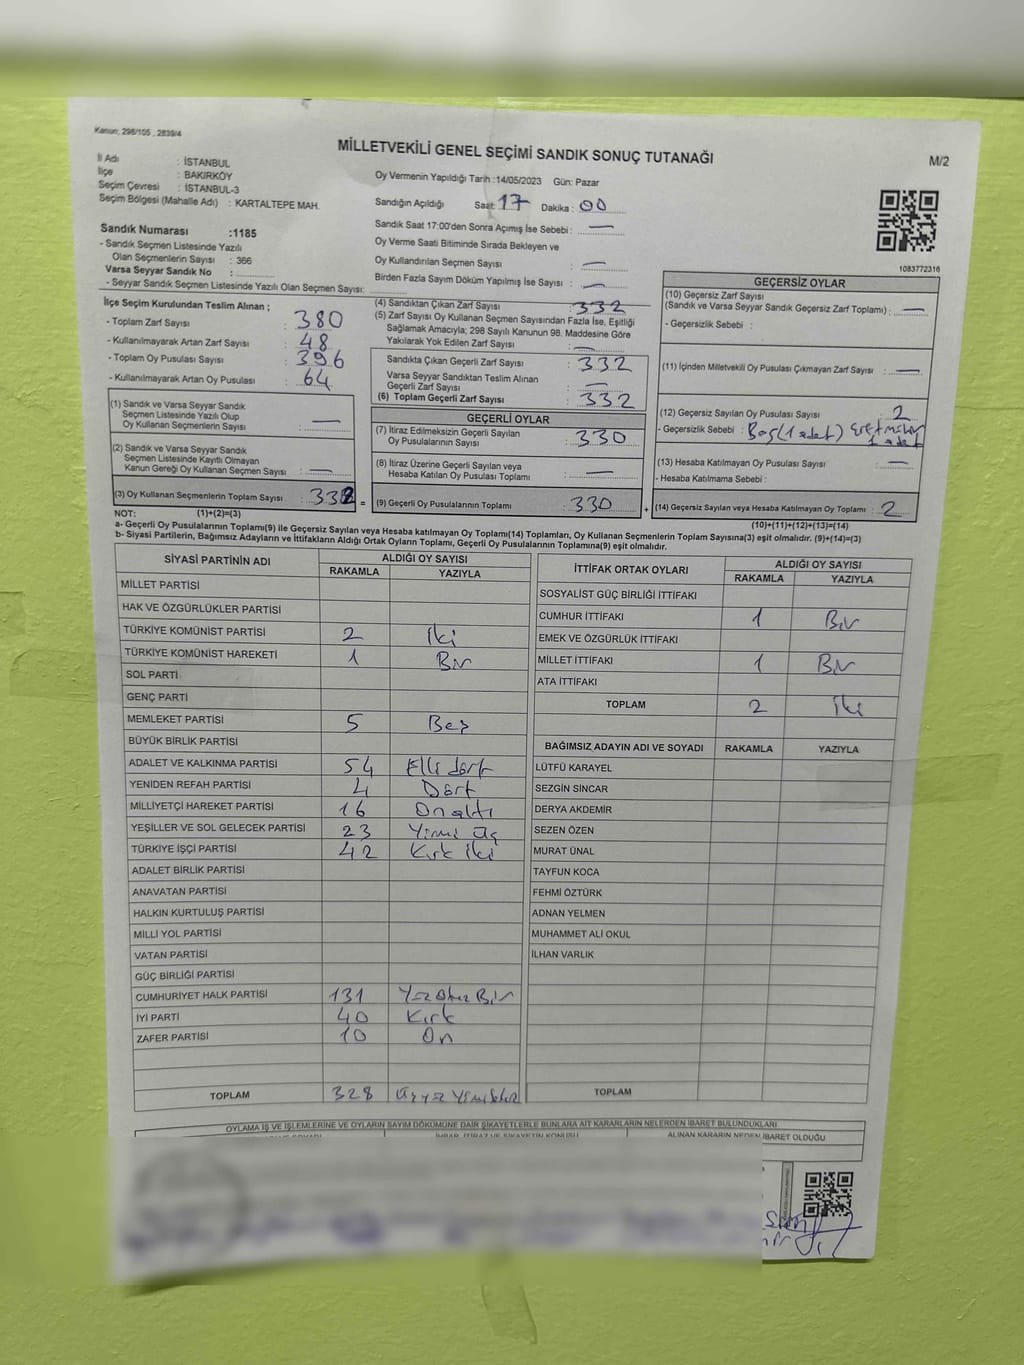 Kanun; 298/105 , 2839/4
MİLLETVEKİLİ GENEL SEÇİMİ SANDIK SONUÇ TUTANAĞI
M/2
İl Adı : İSTANBUL
İlçe : BAKIRKÖY
Seçim Çevresi : İSTANBUL-3
Seçim Bölgesi (Mahalle Adı) : KARTALTEPE MAH.
Sandık Numarası :1185
- Sandık Seçmen Listesinde Yazılı
Olan Seçmenlerin Sayısı : 366
Varsa Seyyar Sandık No :
- Seyyar Sandık Seçmen Listesinde Yazılı Olan Seçmen Sayısı:
Oy Vermenin Yapıldığı Tarih :14/05/2023 Gün: Pazar
Sandığın Açıldığı Saat: 17 Dakika : 00
Sandık Saat 17:00'den Sonra Açımış İse Sebebi : —
Oy Verme Saati Bitiminde Sırada Bekleyen ve
Oy Kullandırılan Seçmen Sayısı : —
Birden Fazla Sayım Döküm Yapılmış İse Sayısı : —
1083772316
İlçe Seçim Kurulundan Teslim Alınan ;
- Toplam Zarf Sayısı : 380
- Kullanılmayarak Artan Zarf Sayısı : 48
- Toplam Oy Pusulası Sayısı : 396
- Kullanılmayarak Artan Oy Pusulası : 64
(1) Sandık ve Varsa Seyyar Sandık
Seçmen Listesinde Yazılı Olup
Oy Kullanan Seçmenlerin Sayısı : —
(2) Sandık ve Varsa Seyyar Sandık
Seçmen Listesinde Kayıtlı Olmayan
Kanun Gereği Oy Kullanan Seçmen Sayısı : —
(3) Oy Kullanan Seçmenlerin Toplam Sayısı : 332 =
(4) Sandıktan Çıkan Zarf Sayısı : 332
(5) Zarf Sayısı Oy Kullanan Seçmen Sayısından Fazla İse, Eşitliği
Sağlamak Amacıyla; 298 Sayılı Kanunun 98. Maddesine Göre
Yakılarak Yok Edilen Zarf Sayısı : —
Sandıkta Çıkan Geçerli Zarf Sayısı : 332
Varsa Seyyar Sandıktan Teslim Alınan
Geçerli Zarf Sayısı : —
(6) Toplam Geçerli Zarf Sayısı : 332
GEÇERLİ OYLAR
(7) İtiraz Edilmeksizin Geçerli Sayılan
Oy Pusulalarının Sayısı : 330
(8) İtiraz Üzerine Geçerli Sayılan veya
Hesaba Katılan Oy Pusulası Toplamı : —
(9) Geçerli Oy Pusulalarının Toplamı : 330 +
GEÇERSİZ OYLAR
(10) Geçersiz Zarf Sayısı
(Sandık ve Varsa Seyyar Sandık Geçersiz Zarf Toplamı) : —
- Geçersizlik Sebebi :
(11) İçinden Milletvekili Oy Pusulası Çıkmayan Zarf Sayısı : —
(12) Geçersiz Sayılan Oy Pusulası Sayısı : 2
- Geçersizlik Sebebi : Boş(1 adet)
1 adet
(13) Hesaba Katılmayan Oy Pusulası Sayısı : —
- Hesaba Katılmama Sebebi :
(14) Geçersiz Sayılan veya Hesaba Katılmayan Oy Toplamı : 2
NOT: (1)+(2)=(3)
(10)+(11)+(12)+(13)=(14)
a- Geçerli Oy Pusulalarının Toplamı(9) ile Geçersiz Sayılan veya Hesaba katılmayan Oy Toplamı(14) Toplamları, Oy Kullanan Seçmenlerin Toplam Sayısına(3) eşit olmalıdır. (9)+(14)=(3)
b- Siyasi Partilerin, Bağımsız Adayların ve İttifakların Aldığı Ortak Oyların Toplamı, Geçerli Oy Pusulalarının Toplamına(9) eşit olmalıdır.
SİYASİ PARTİNİN ADI ALDIĞI OY SAYISI
RAKAMLA YAZIYLA
MİLLET PARTİSİ
HAK VE ÖZGÜRLÜKLER PARTİSİ
TÜRKİYE KOMÜNİST PARTİSİ 2 iki
TÜRKİYE KOMÜNİST HAREKETİ 1 Bir
SOL PARTİ
GENÇ PARTİ
MEMLEKET PARTİSİ 5 Beş
BÜYÜK BİRLİK PARTİSİ
ADALET VE KALKINMA PARTİSİ 54 Elli dört
YENİDEN REFAH PARTİSİ 4 Dört
MİLLİYETÇİ HAREKET PARTİSİ 16 On altı
YEŞİLLER VE SOL GELECEK PARTİSİ 23 Yirmi Üç
TÜRKİYE İŞÇİ PARTİSİ 42 Kırk iki
ADALET BİRLİK PARTİSİ
ANAVATAN PARTİSİ
HALKIN KURTULUŞ PARTİSİ
MİLLİ YOL PARTİSİ
VATAN PARTİSİ
GÜÇ BİRLİĞİ PARTİSİ
CUMHURİYET HALK PARTİSİ 131 Yüz Otuz Bir
İYİ PARTİ 40 Kırk
ZAFER PARTİSİ 10 On
TOPLAM 328 Üçyüz Yirmi Sekiz
İTTİFAK ORTAK OYLARI ALDIĞI OY SAYISI
RAKAMLA YAZIYLA
SOSYALİST GÜÇ BİRLİĞİ İTTİFAKI
CUMHUR İTTİFAKI 1 Bir
EMEK VE ÖZGÜRLÜK İTTİFAKI
MİLLET İTTİFAKI 1 Bir
ATA İTTİFAKI
TOPLAM 2 iki
BAĞIMSIZ ADAYIN ADI VE SOYADI RAKAMLA YAZIYLA
LÜTFÜ KARAYEL
SEZGİN SİNCAR
DERYA AKDEMİR
SEZEN ÖZEN
MURAT ÜNAL
TAYFUN KOCA
FEHMİ ÖZTÜRK
ADNAN YELMEN
MUHAMMET ALİ OKUL
İLHAN VARLIK
TOPLAM
OYLAMA İŞ VE İŞLEMLERİNE VE OYLARIN SAYIM DÖKÜMÜNE DAİR ŞİKAYETLERLE BUNLARA AİT KARARLARIN NELERDEN İBARET BULUNDUKLARI
İHBAR, İTİRAZ VE ŞİKAYETİN KONUSU ALINAN KARARIN NEDEN İBARET OLDUĞU